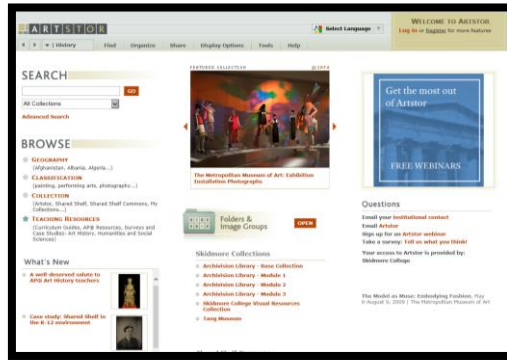 ARTSTOR
Select Language
WELCOME TO ARTSTOR
Log In or Register for more features
History Find Organize Share Display Options Tools Help
SEARCH
GO
All Collections
Advanced Search
BROWSE
GEOGRAPHY
(Afghanistan, Albania, Algeria...)
CLASSIFICATION
(painting, performing arts, photography...)
COLLECTION
(Artstor, Shared Shelf, Shared Shelf Commons, My
Collections...)
TEACHING RESOURCES
(Curriculum Guides, AP® Resources, Surveys and
Case Studies- Art History, Humanities and Social
Sciences)
What's New
A well-deserved salute to
AP® Art History teachers
Case study: Shared Shelf in
the K-12 environment
FEATURED COLLECTION
The Metropolitan Museum of Art: Exhibition
Installation Photographs
Folders &
Image Groups
OPEN
Skidmore Collections
Archivision Library - Base Collection
Archivision Library - Module 1
Archivision Library - Module 2
Archivision Library - Module 3
Skidmore College Visual Resources
Collection
Tang Museum
Get the most
out of
Artstor
FREE WEBINARS
Questions
Email your institutional contact
Email Artstor
Sign up for us Artstor webinar
Take a survey: Tell us what you think!
Your access to Artstor is provided by:
Skidmore College
The Model as Muse: Embodying Fashion, May
6-August 9, 2009 | The Metropolitan Museum of Art